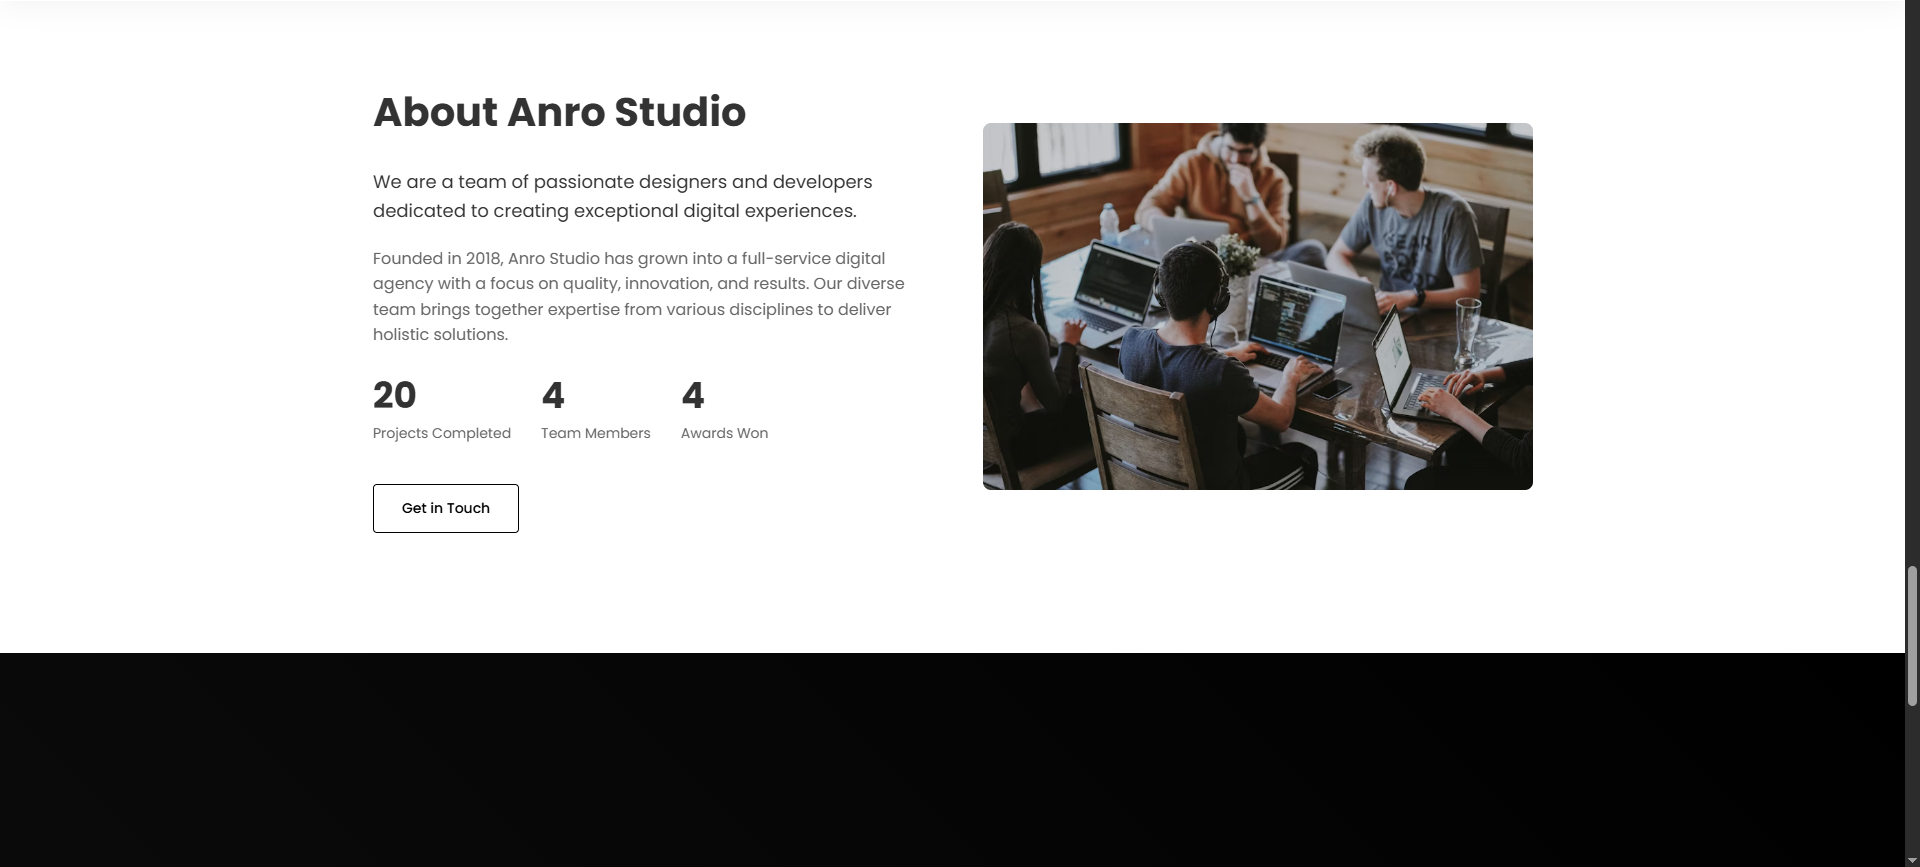 About Anro Studio
We are a team of passionate designers and developers
dedicated to creating exceptional digital experiences.
Founded in 2018, Anro Studio has grown into a full-service digital
agency with a focus on quality, innovation, and results. Our diverse
team brings together expertise from various disciplines to deliver
holistic solutions.
20 4 4
Projects Completed Team Members Awards Won
Get in Touch